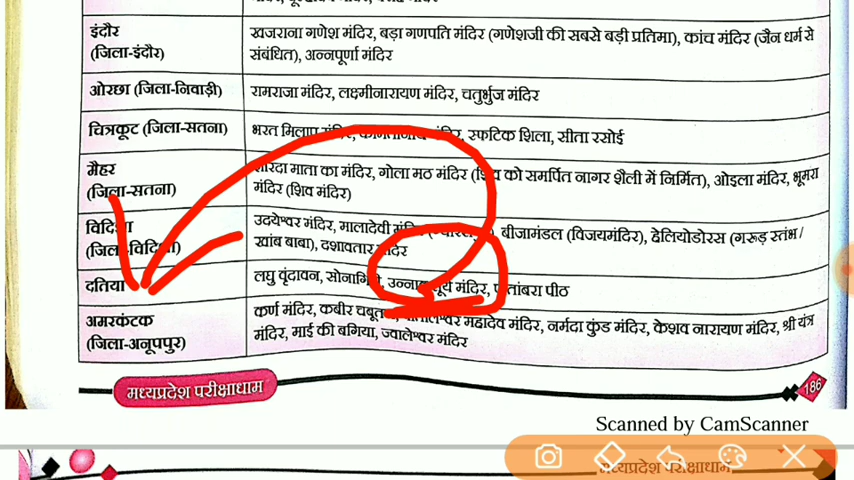 इंदौर
(जिला-इंदौर)
खजराना गणेश मंदिर, बड़ा गणपति मंदिर (गणेशजी की सबसे बड़ी प्रतिमा), कांच मंदिर (जैन धर्म से
संबंधित), अन्नपूर्णा मंदिर
ओरछा (जिला-निवाड़ी)
रामराजा मंदिर, लक्ष्मीनारायण मंदिर, चतुर्भुज मंदिर
चित्रकूट (जिला-सतना)
भरत मिलाप मंदिर, मंदिर, स्फटिक शिला, सीता रसोई
मैहर
(जिला-सतना)
शारदा माता का मंदिर, गोला मठ मंदिर (शिव को समर्पित नागर शैली में निर्मित), ओइला मंदिर, भूमरा
मंदिर (शिव मंदिर)
विदिशा
(जिला-विदिशा)
उदयेश्वर मंदिर, मालादेवी मंदिर बीजामंडल (विजयमंदिर), हेलियोडोरस (गरूड़ स्तंभ/
खांब बाबा), दशावतार मंदिर
दतिया
लघु वृंदावन, सोनागिरी, सूर्य मंदिर, पीतांबरा पीठ
अमरकंटक
(जिला-अनूपपुर)
कर्ण मंदिर, कबीर चबूतरा, महादेव मंदिर, नर्मदा कुंड मंदिर, केशव नारायण मंदिर, श्री यंत्र
मंदिर, माई की बगिया, ज्वालेश्वर मंदिर
मध्यप्रदेश परीक्षाधाम
186
Scanned by CamScanner
मध्यप्रदेश परीक्षाधाम